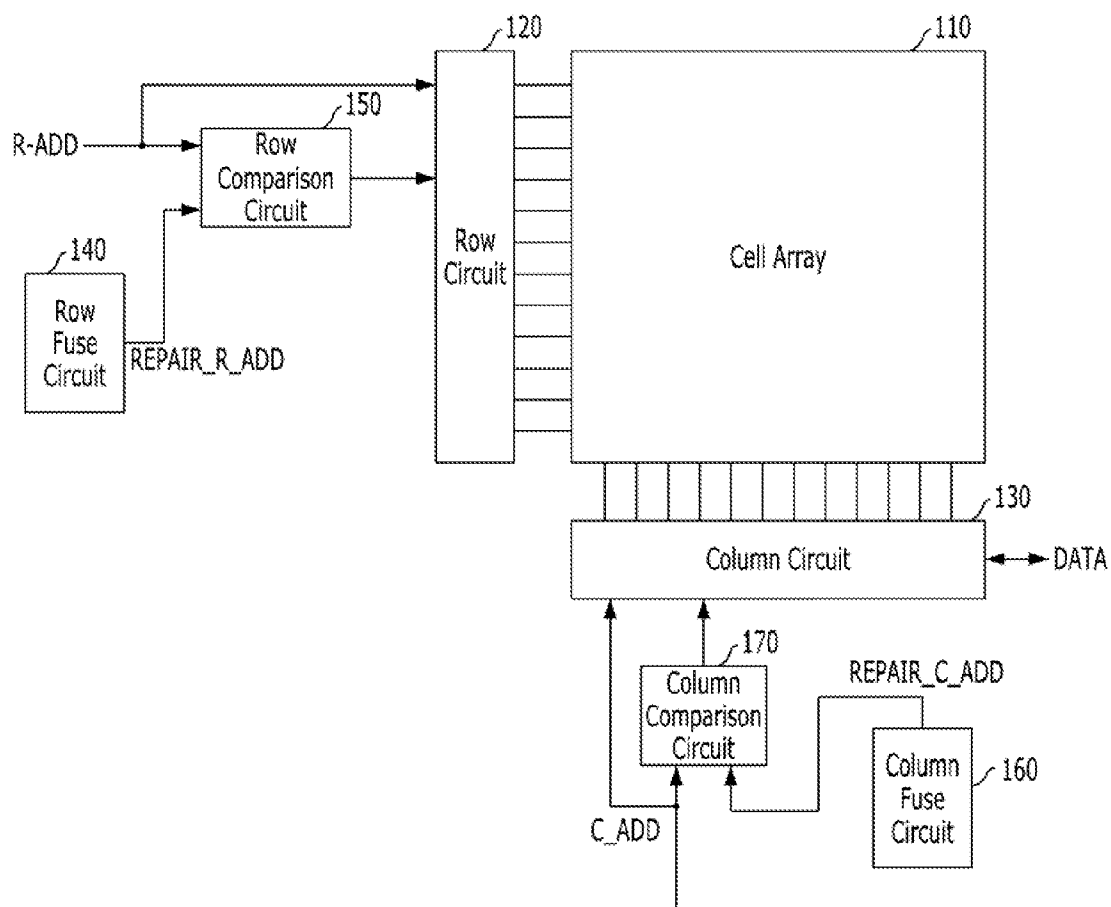 120
110
150
R-ADD
Row
Comparison
Circuit
140
Row
Fuse
Circuit
REPAIR_R_ADD
Row
Circuit
Cell Array
130
Column Circuit
DATA
170
Column
Comparison
Circuit
REPAIR_C_ADD
Column
Fuse
Circuit
160
C_ADD